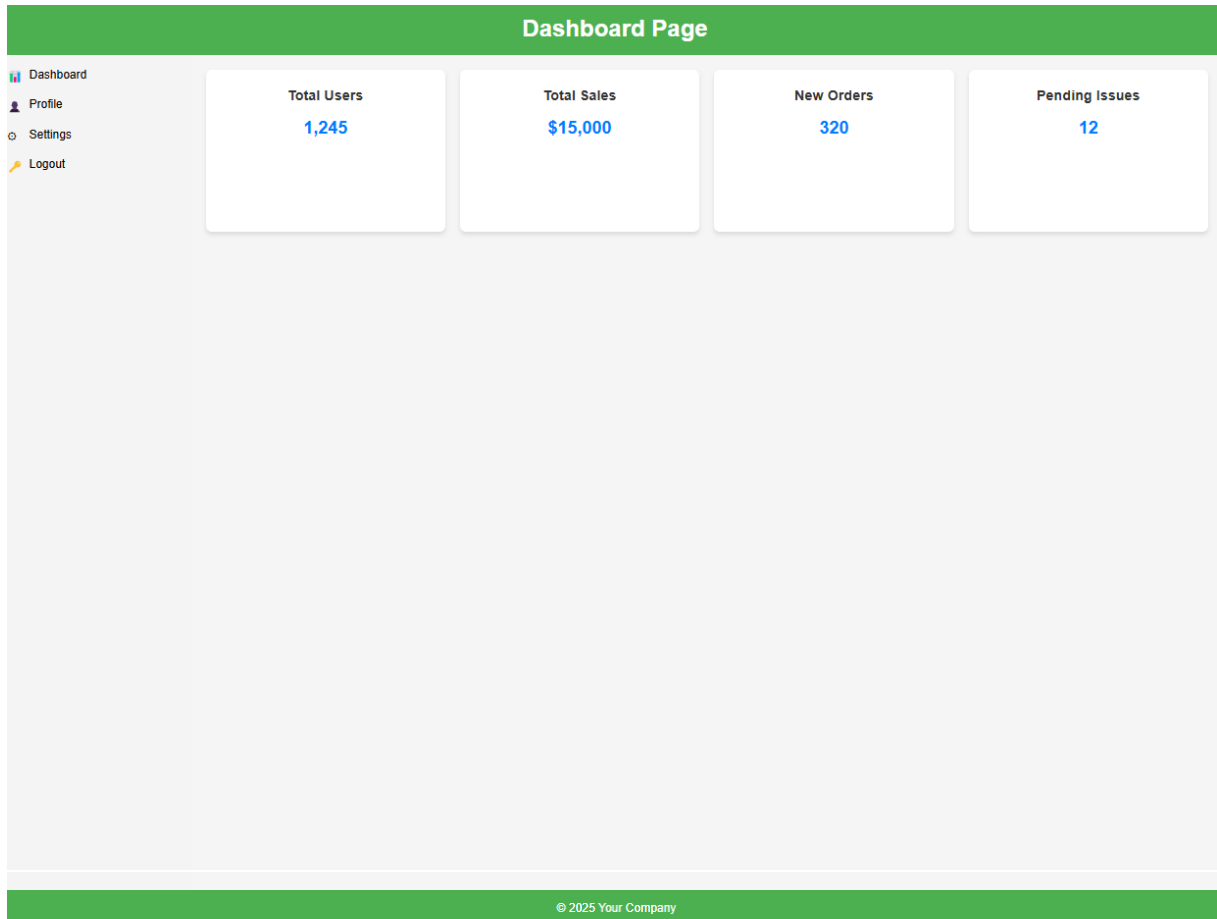 Dashboard Page
Dashboard
Profile
Settings
Logout
Total Users
1,245
Total Sales
$15,000
New Orders
320
Pending Issues
12
© 2025 Your Company